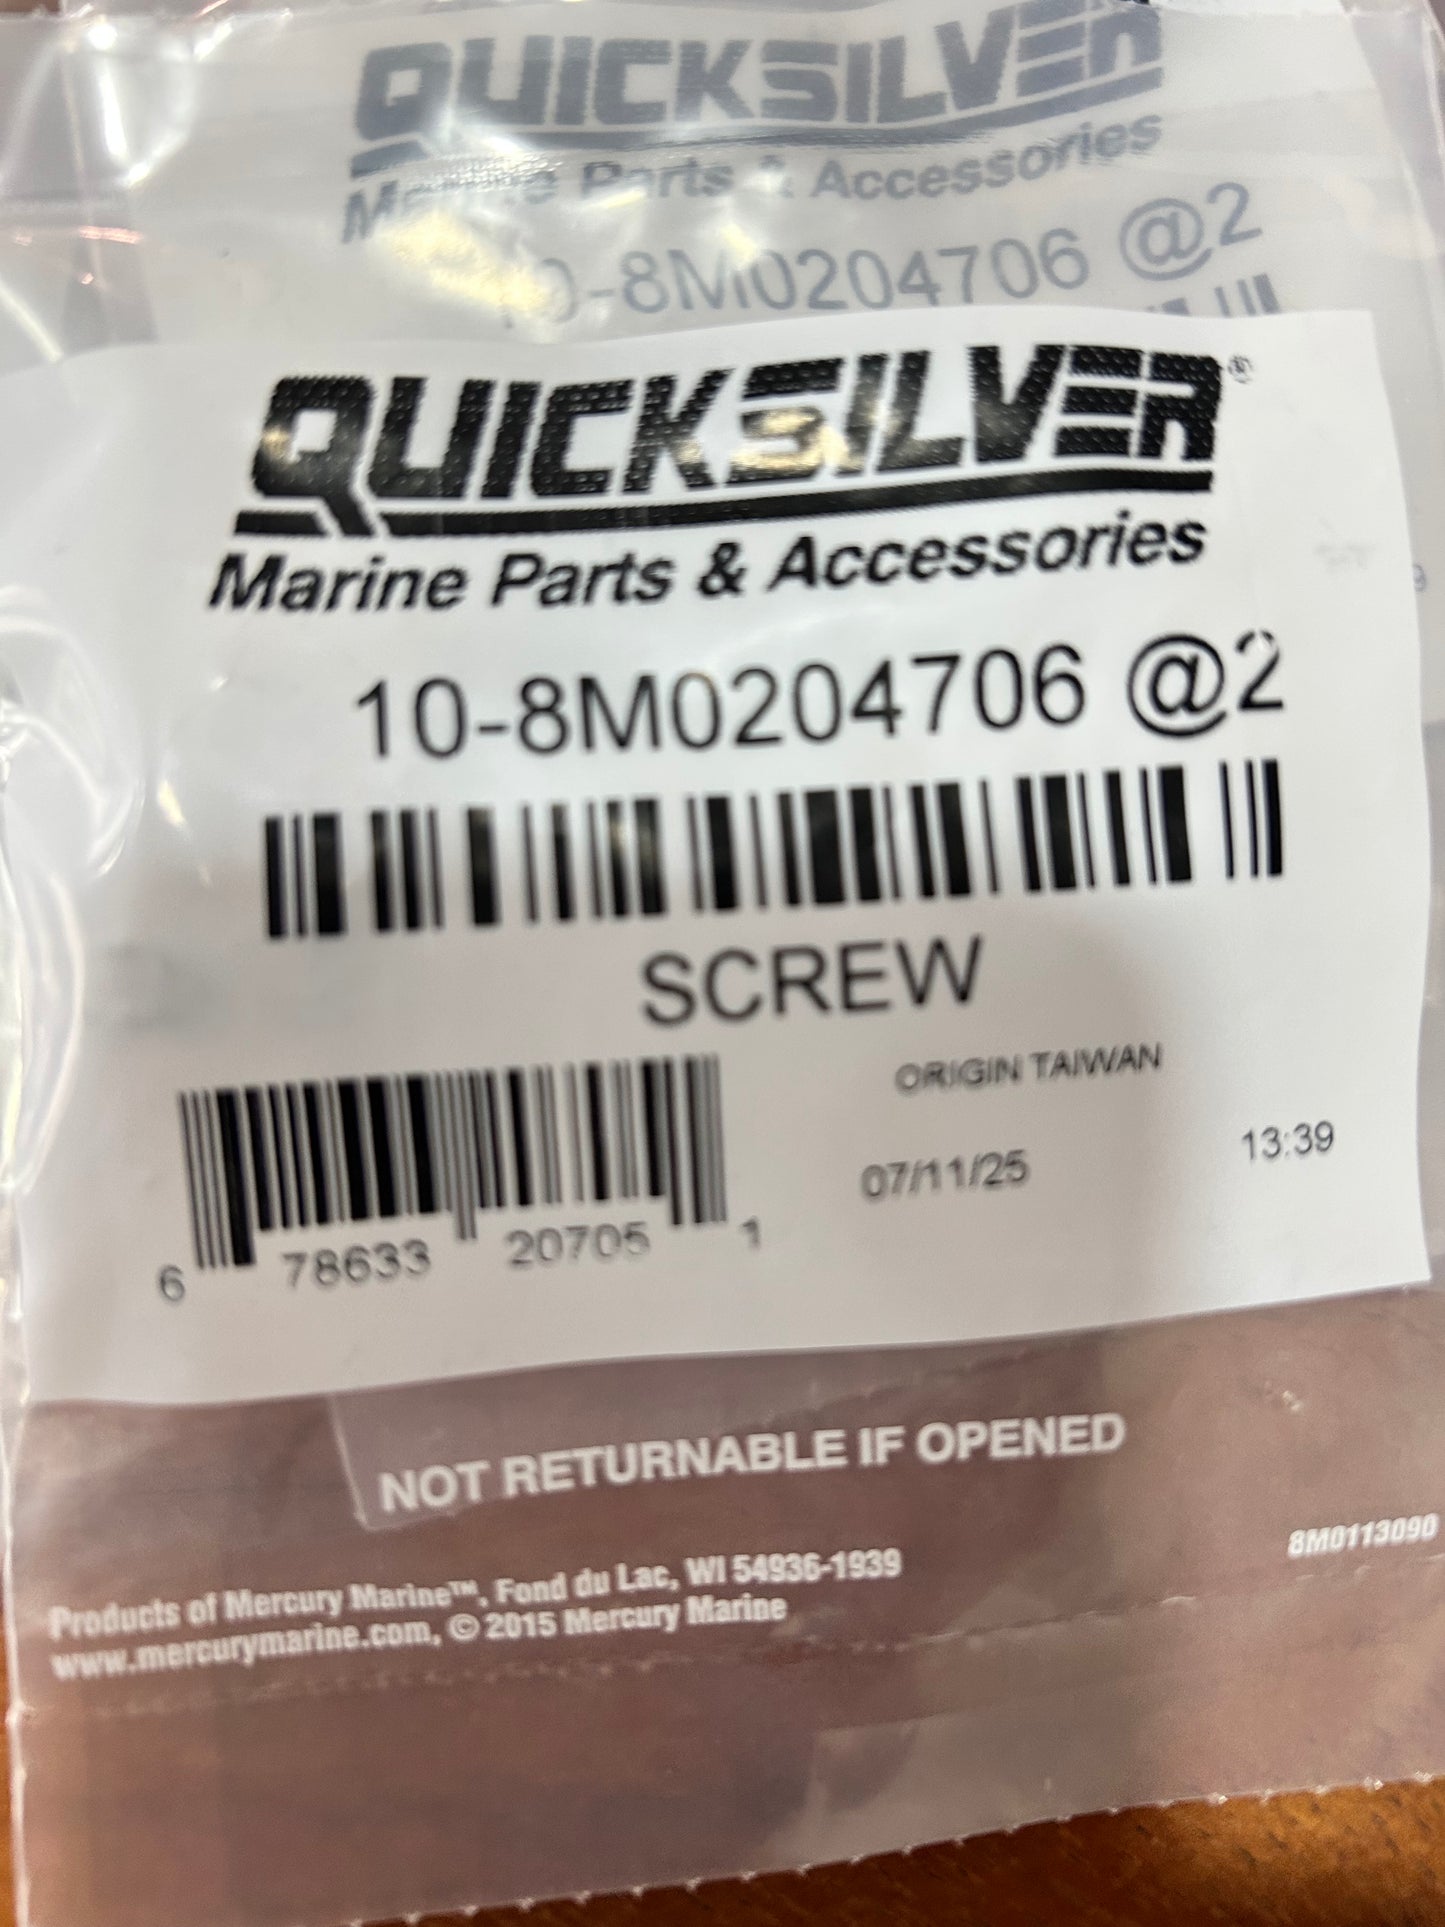 QUICKSILVER
Marine Parts & Accessories
10-8M0204706 @2
QUICKSILVER®
Marine Parts & Accessories
10-8M0204706 @2
SCREW
ORIGIN TAIWAN
07/11/25 13:39
6 78633 20705 1
NOT RETURNABLE IF OPENED
8M0113090
Products of Mercury Marine™, Fond du Lac, WI 54936-1939
www.mercurymarine.com, © 2015 Mercury Marine